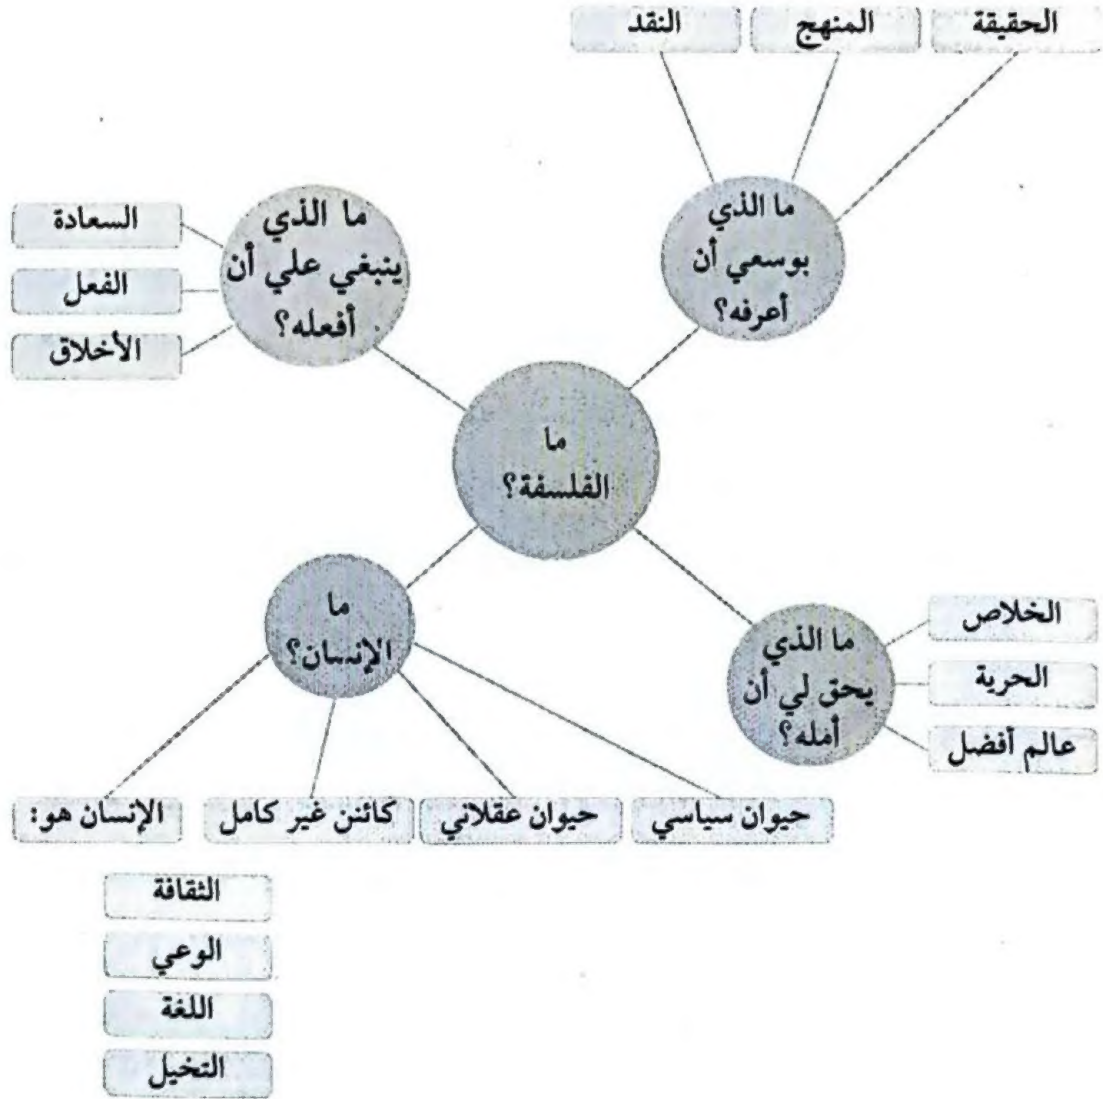 الحقيقة
المنهج
النقد
ما الذي
بوسعي أن
أعرفه؟
ما الذي
ينبغي علي أن
أفعله؟
السعادة
الفعل
الأخلاق
ما
الفلسفة؟
ما
الإنسان؟
ما الذي
يحق لي أن
أمله؟
الخلاص
الحرية
عالم أفضل
حيوان سياسي
حيوان عقلاني
كائنن غير كامل
الإنسان هو:
الثقافة
الوعي
اللغة
التخيل